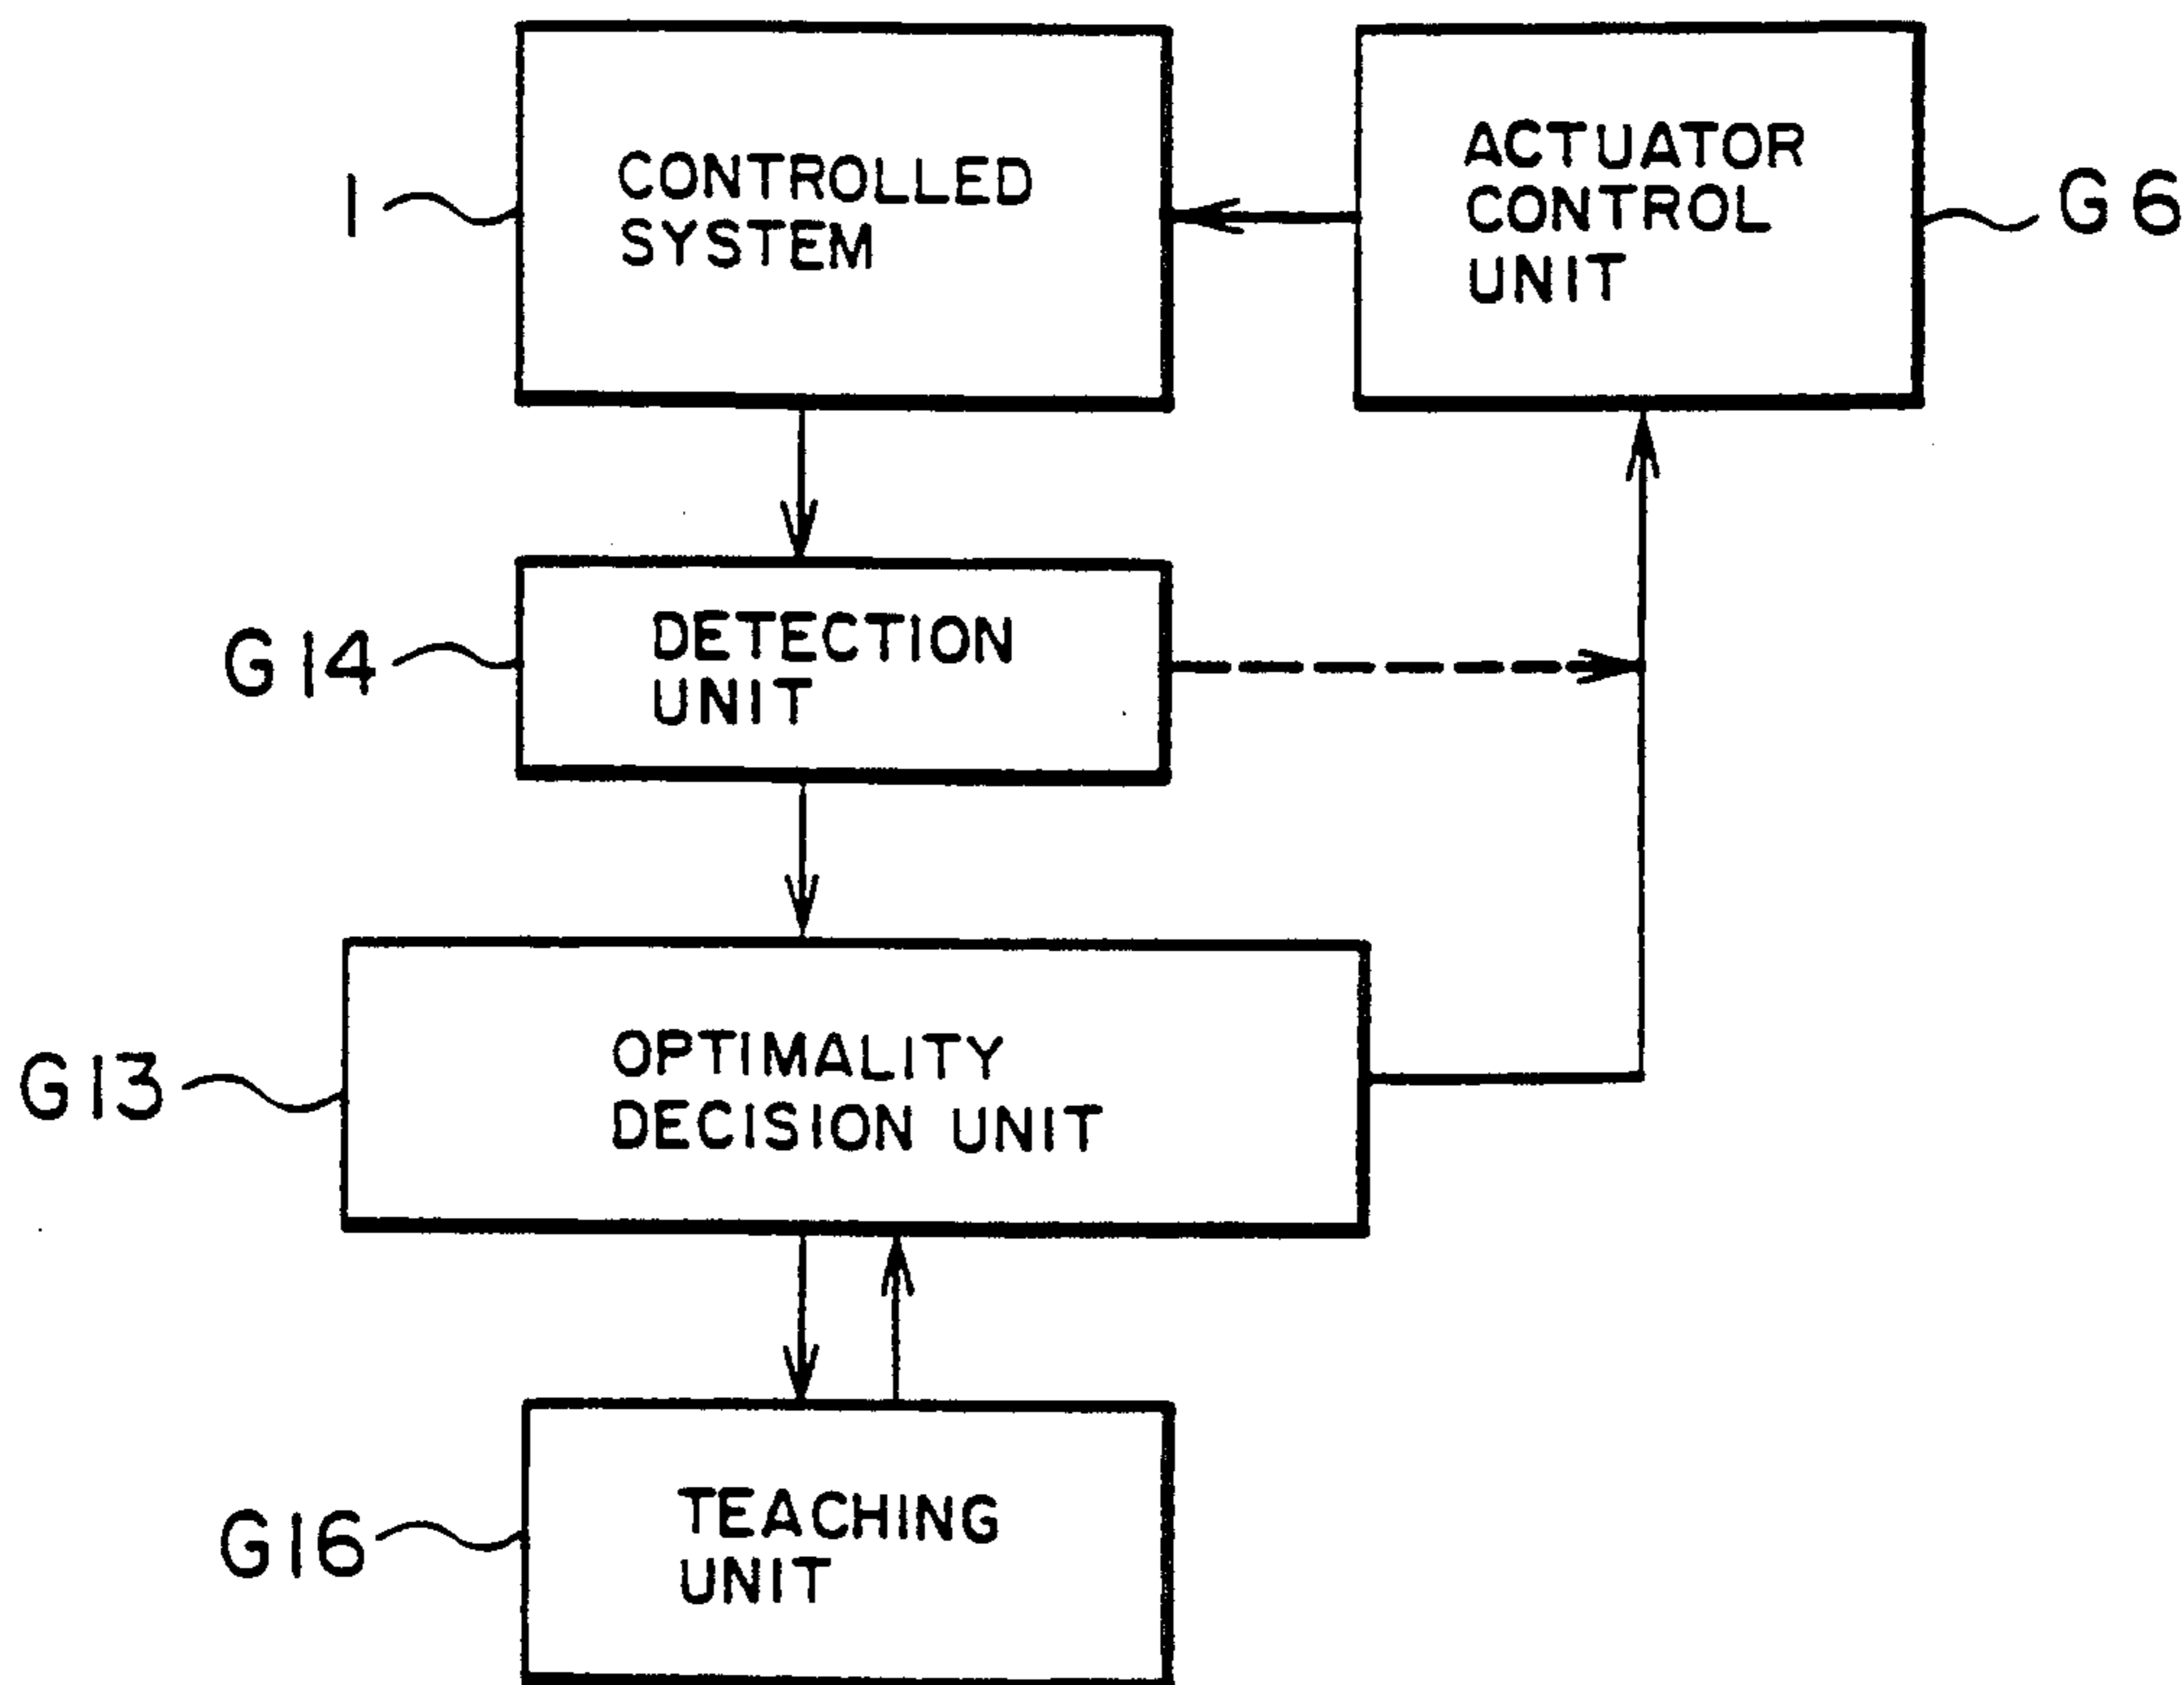 1
CONTROLLED
SYSTEM
ACTUATOR
CONTROL
UNIT
G6
G14
DETECTION
UNIT
G13
OPTIMALITY
DECISION UNIT
G16
TEACHING
UNIT